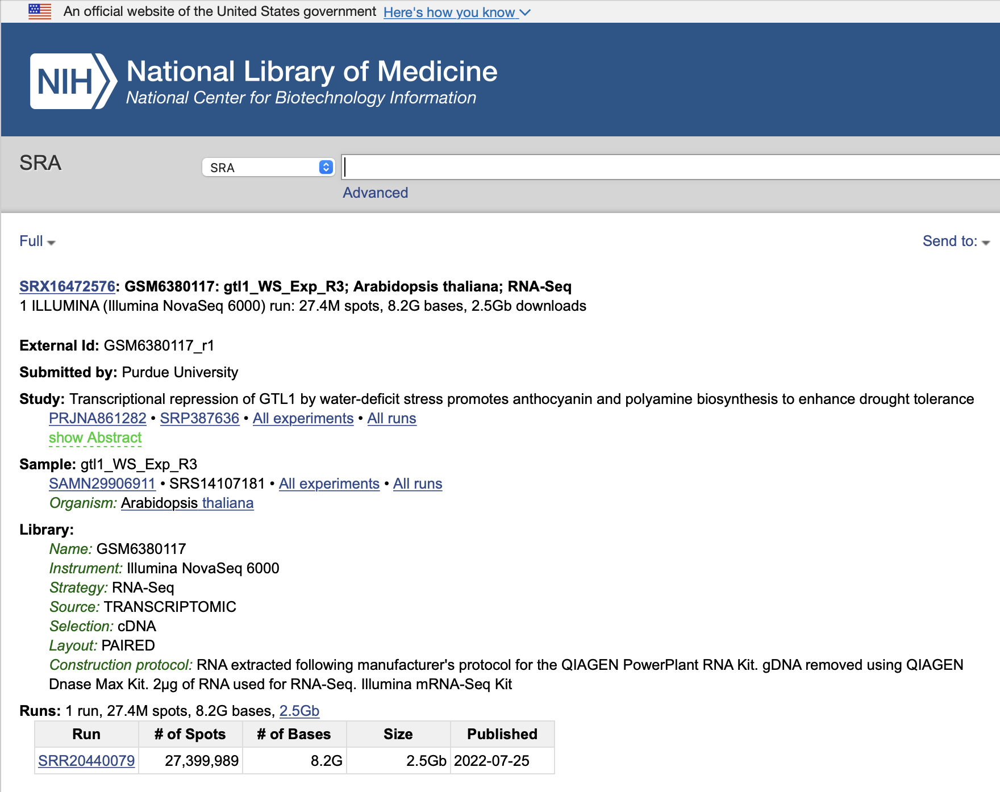 An official website of the United States government Here's how you know
NIH National Library of Medicine
National Center for Biotechnology Information
SRA
SRA
Advanced
Full
Send to:
SRX16472576: GSM6380117: gtl1_WS_Exp_R3; Arabidopsis thaliana; RNA-Seq
1 ILLUMINA (Illumina NovaSeq 6000) run: 27.4M spots, 8.2G bases, 2.5Gb downloads
External Id: GSM6380117_r1
Submitted by: Purdue University
Study: Transcriptional repression of GTL1 by water-deficit stress promotes anthocyanin and polyamine biosynthesis to enhance drought tolerance
PRJNA861282 • SRP387636 • All experiments • All runs
show Abstract
Sample: gtl1_WS_Exp_R3
SAMN29906911 • SRS14107181 • All experiments • All runs
Organism: Arabidopsis thaliana
Library:
Name: GSM6380117
Instrument: Illumina NovaSeq 6000
Strategy: RNA-Seq
Source: TRANSCRIPTOMIC
Selection: cDNA
Layout: PAIRED
Construction protocol: RNA extracted following manufacturer's protocol for the QIAGEN PowerPlant RNA Kit. gDNA removed using QIAGEN
Dnase Max Kit. 2µg of RNA used for RNA-Seq. Illumina mRNA-Seq Kit
Runs: 1 run, 27.4M spots, 8.2G bases, 2.5Gb
Run # of Spots # of Bases Size Published
SRR20440079 27,399,989 8.2G 2.5Gb 2022-07-25